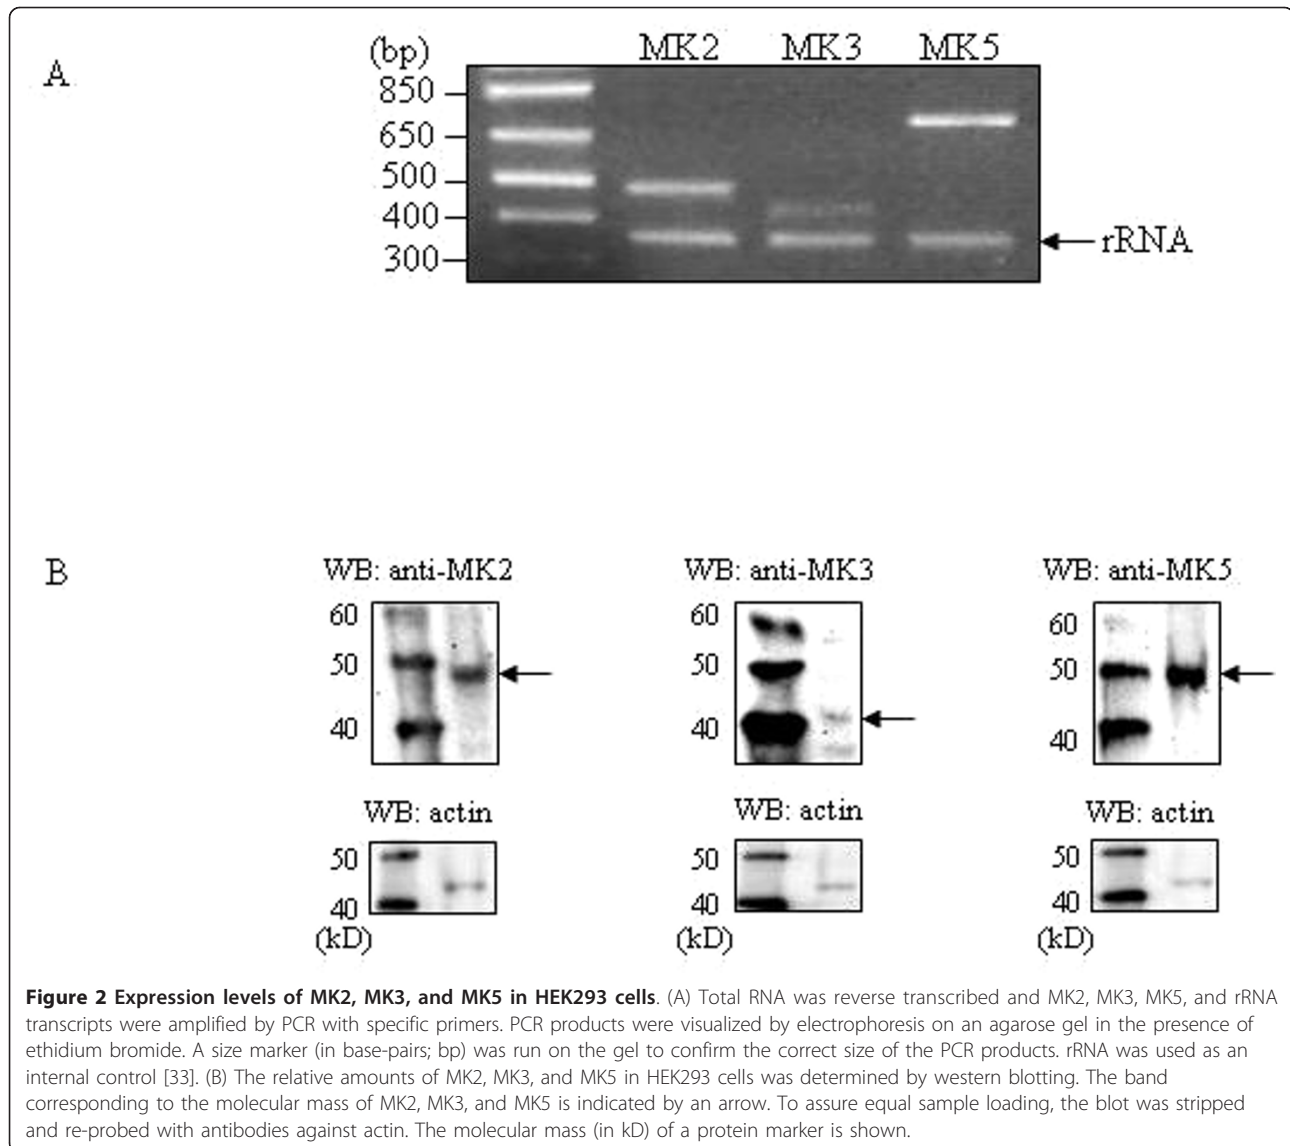 A
(bp) MK2 MK3 MK5
850
650
500
400
300
rRNA
B
WB: anti-MK2
60
50
40
WB: actin
50
40
(kD)
WB: anti-MK3
60
50
40
WB: actin
50
40
(kD)
WB: anti-MK5
60
50
40
WB: actin
50
40
(kD)
Figure 2 Expression levels of MK2, MK3, and MK5 in HEK293 cells. (A) Total RNA was reverse transcribed and MK2, MK3, MK5, and rRNA
transcripts were amplified by PCR with specific primers. PCR products were visualized by electrophoresis on an agarose gel in the presence of
ethidium bromide. A size marker (in base-pairs; bp) was run on the gel to confirm the correct size of the PCR products. rRNA was used as an
internal control [33]. (B) The relative amounts of MK2, MK3, and MK5 in HEK293 cells was determined by western blotting. The band
corresponding to the molecular mass of MK2, MK3, and MK5 is indicated by an arrow. To assure equal sample loading, the blot was stripped
and re-probed with antibodies against actin. The molecular mass (in kD) of a protein marker is shown.